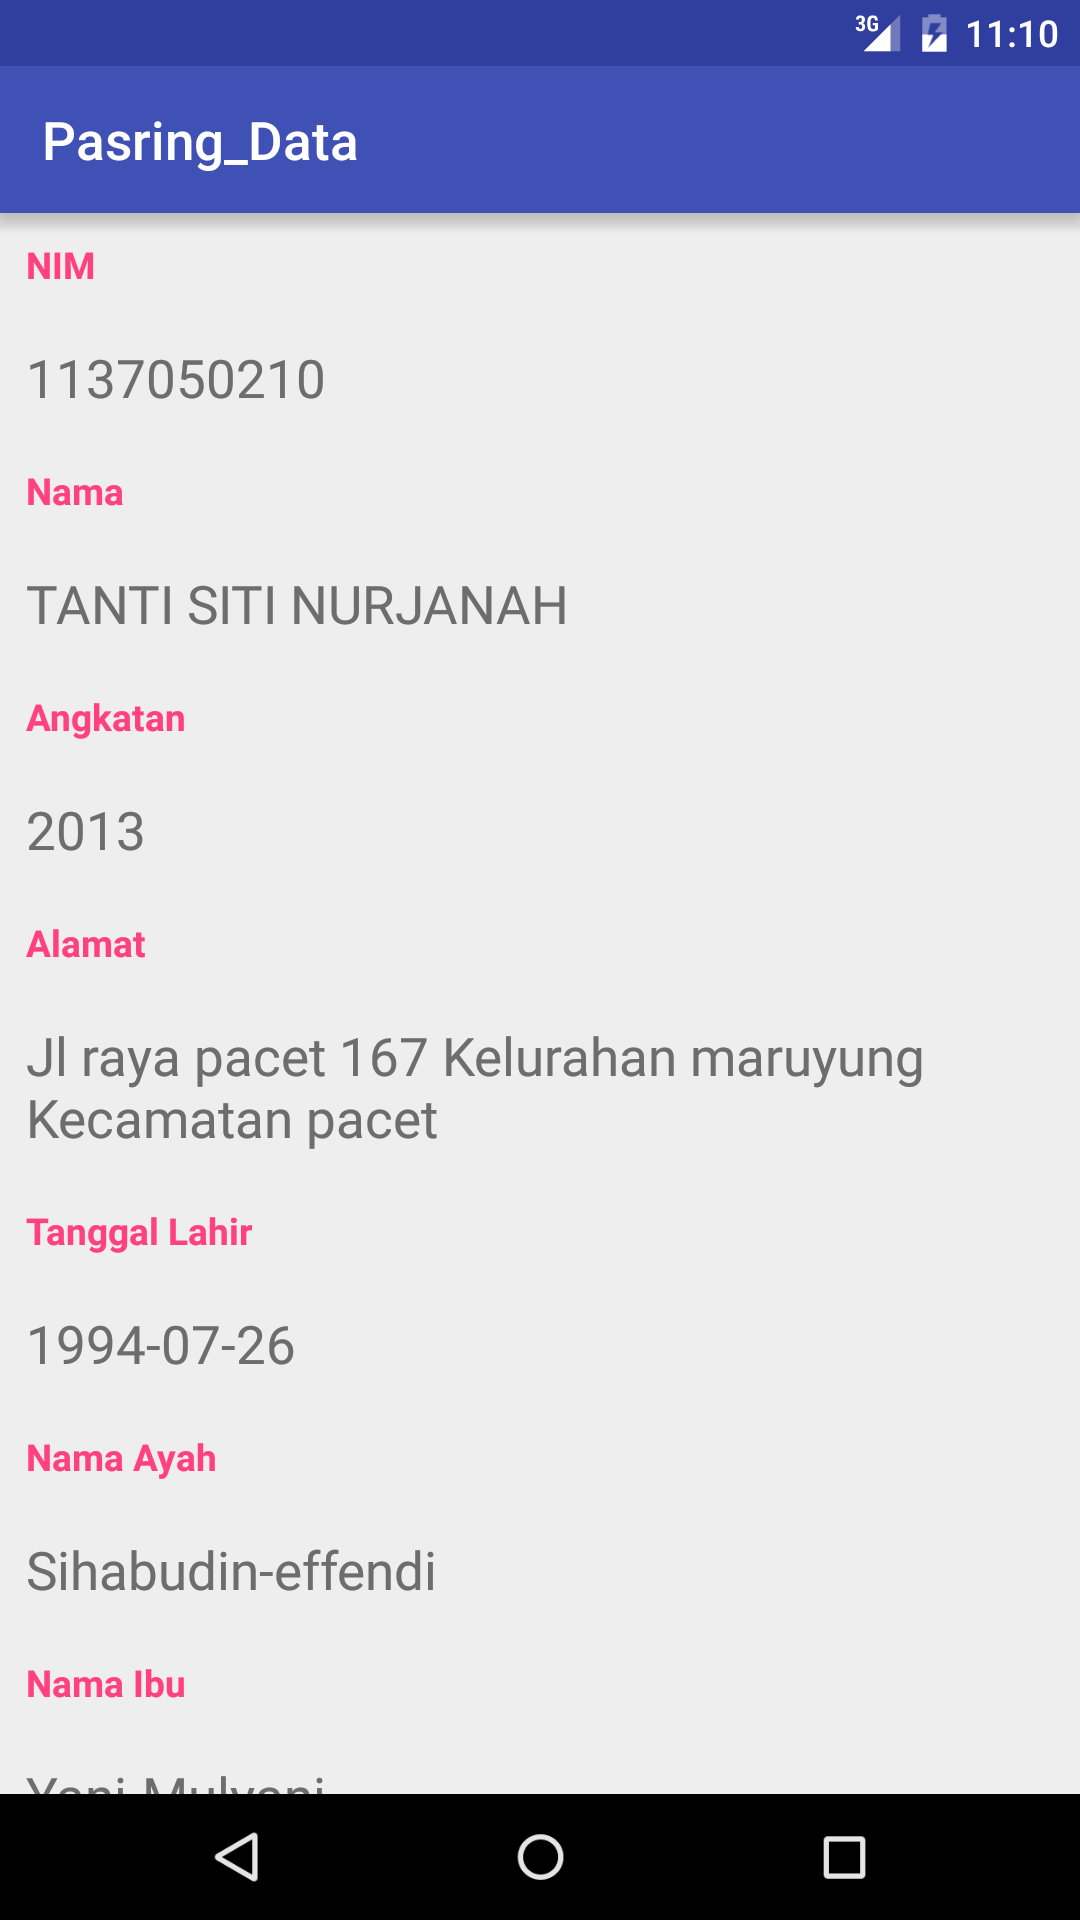 3G 11:10
Pasring_Data
NIM
1137050210
Nama
TANTI SITI NURJANAH
Angkatan
2013
Alamat
Jl raya pacet 167 Kelurahan maruyung
Kecamatan pacet
Tanggal Lahir
1994-07-26
Nama Ayah
Sihabudin-effendi
Nama Ibu